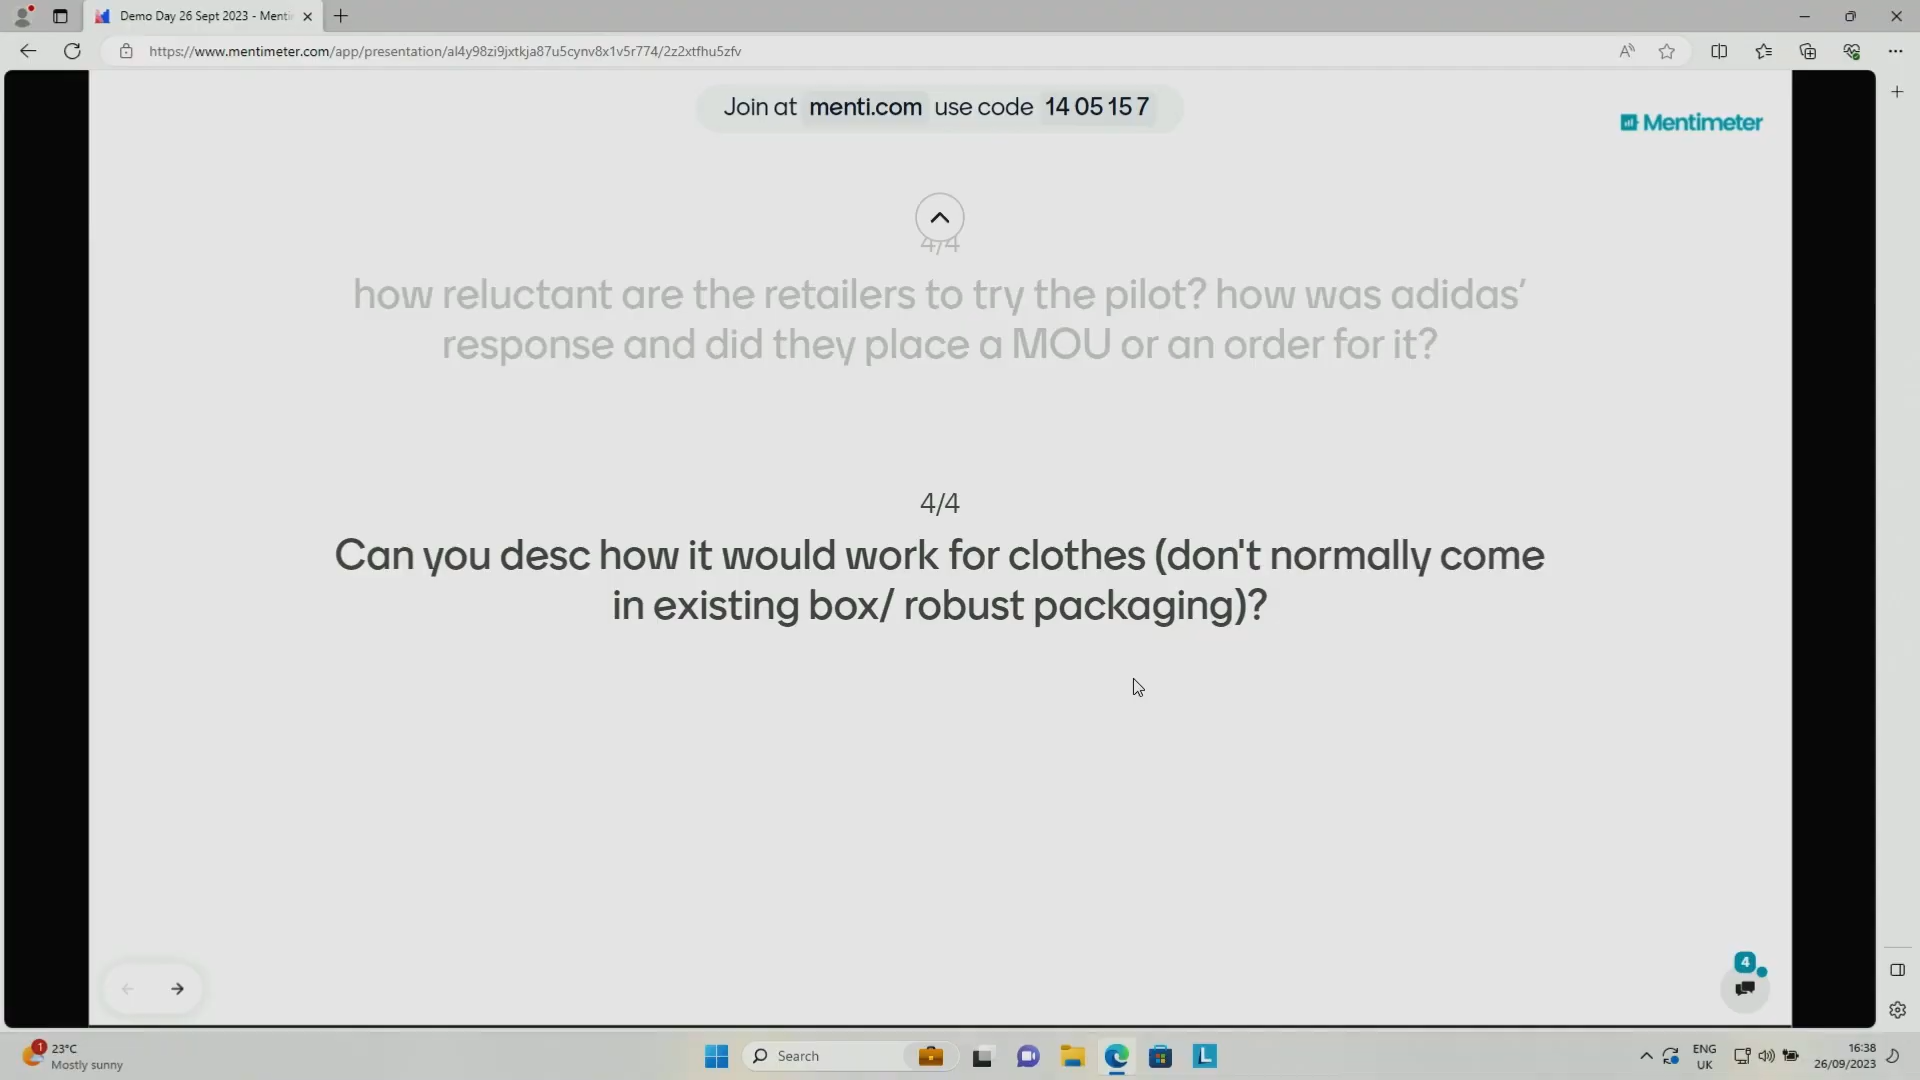 Demo Day 26 Sept 2023 - Menti
https://www.mentimeter.com/app/presentation/al4y98zi9jxtkja87u5cynv8x1v5r774/2z2xtfhu5zfv
Join at menti.com use code 14 05 15 7
Mentimeter
4/4
how reluctant are the retailers to try the pilot? how was adidas'
response and did they place a MOU or an order for it?
4/4
Can you desc how it would work for clothes (don't normally come
in existing box/ robust packaging)?
4
1
23°C
Mostly sunny
Search
L
ENG
UK
16:38
26/09/2023